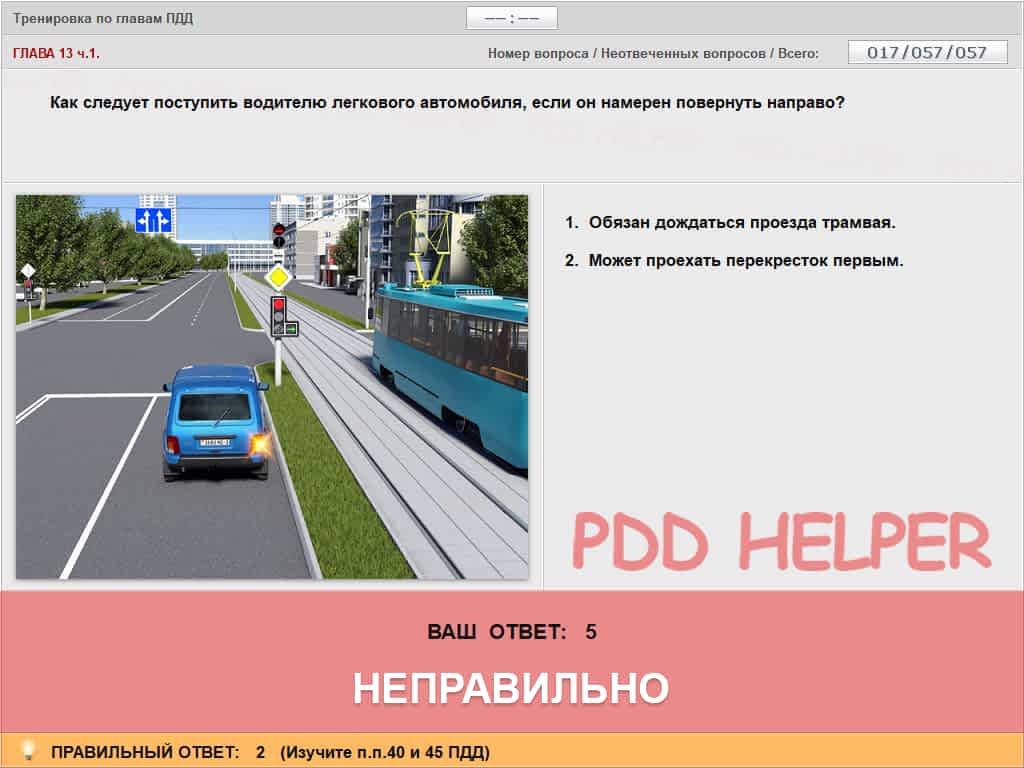 Тренировка по главам ПДД
—— : ——
ГЛАВА 13 ч.1.
Номер вопроса / Неотвеченных вопросов / Всего:
017/057/057
Как следует поступить водителю легкового автомобиля, если он намерен повернуть направо?
1. Обязан дождаться проезда трамвая.
2. Может проехать перекресток первым.
PDD HELPER
ВАШ ОТВЕТ: 5
НЕПРАВИЛЬНО
ПРАВИЛЬНЫЙ ОТВЕТ: 2 (Изучите п.п.40 и 45 ПДД)